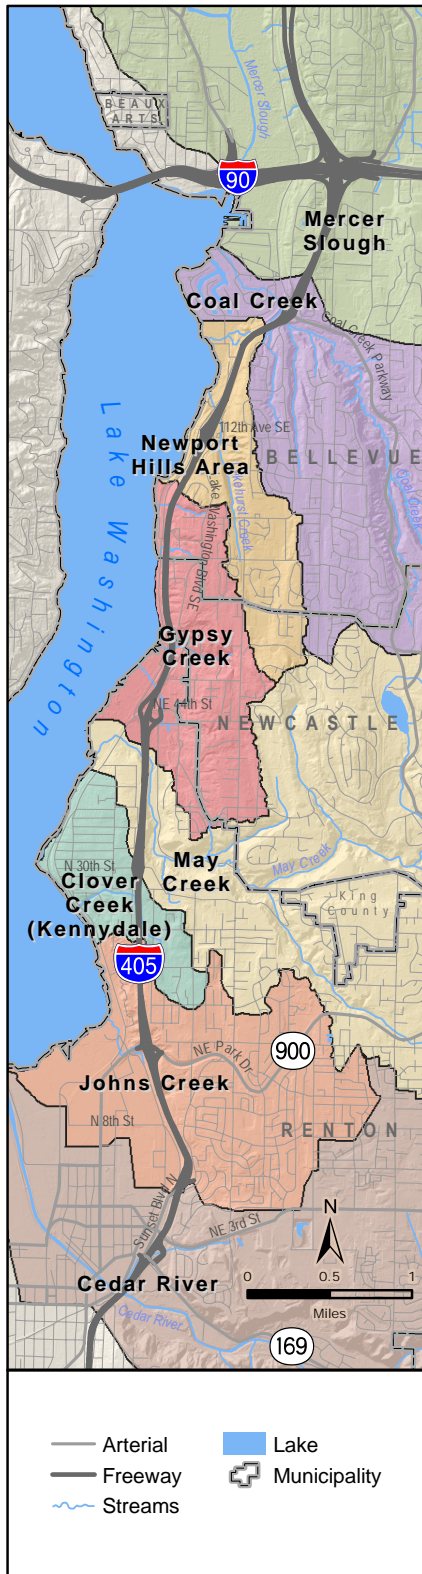 Mercer Slough
BEAUX
ARTS
90
Mercer
Slough
Coal Creek
Coal Creek Parkway
112th Ave SE
Newport
Hills Area
BELLEVUE
Lake Washington
Lake Washington Blvd SE
Lakehurst Creek
Coal Creek
Gypsy
Creek
NE 44th St
NEWCASTLE
N 30th St
May
Creek
May Creek
Clover
Creek
(Kennydale)
King
County
405
900
NE Park Dr
Johns Creek
N 8th St
RENTON
Sunset Blvd N
NE 3rd St
N
Cedar River
0 0.5 1
Miles
Cedar River
169
Arterial
Lake
Freeway
Municipality
Streams